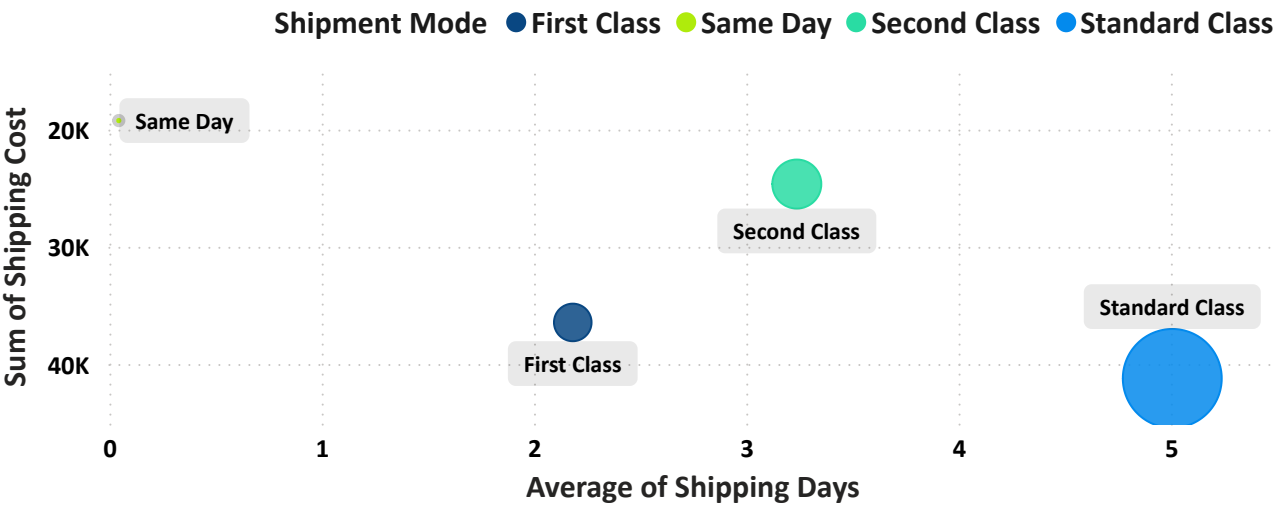 Shipment Mode First Class Same Day Second Class Standard Class
Sum of Shipping Cost
20K
30K
40K
Same Day
Second Class
Standard Class
First Class
0 1 2 3 4 5
Average of Shipping Days